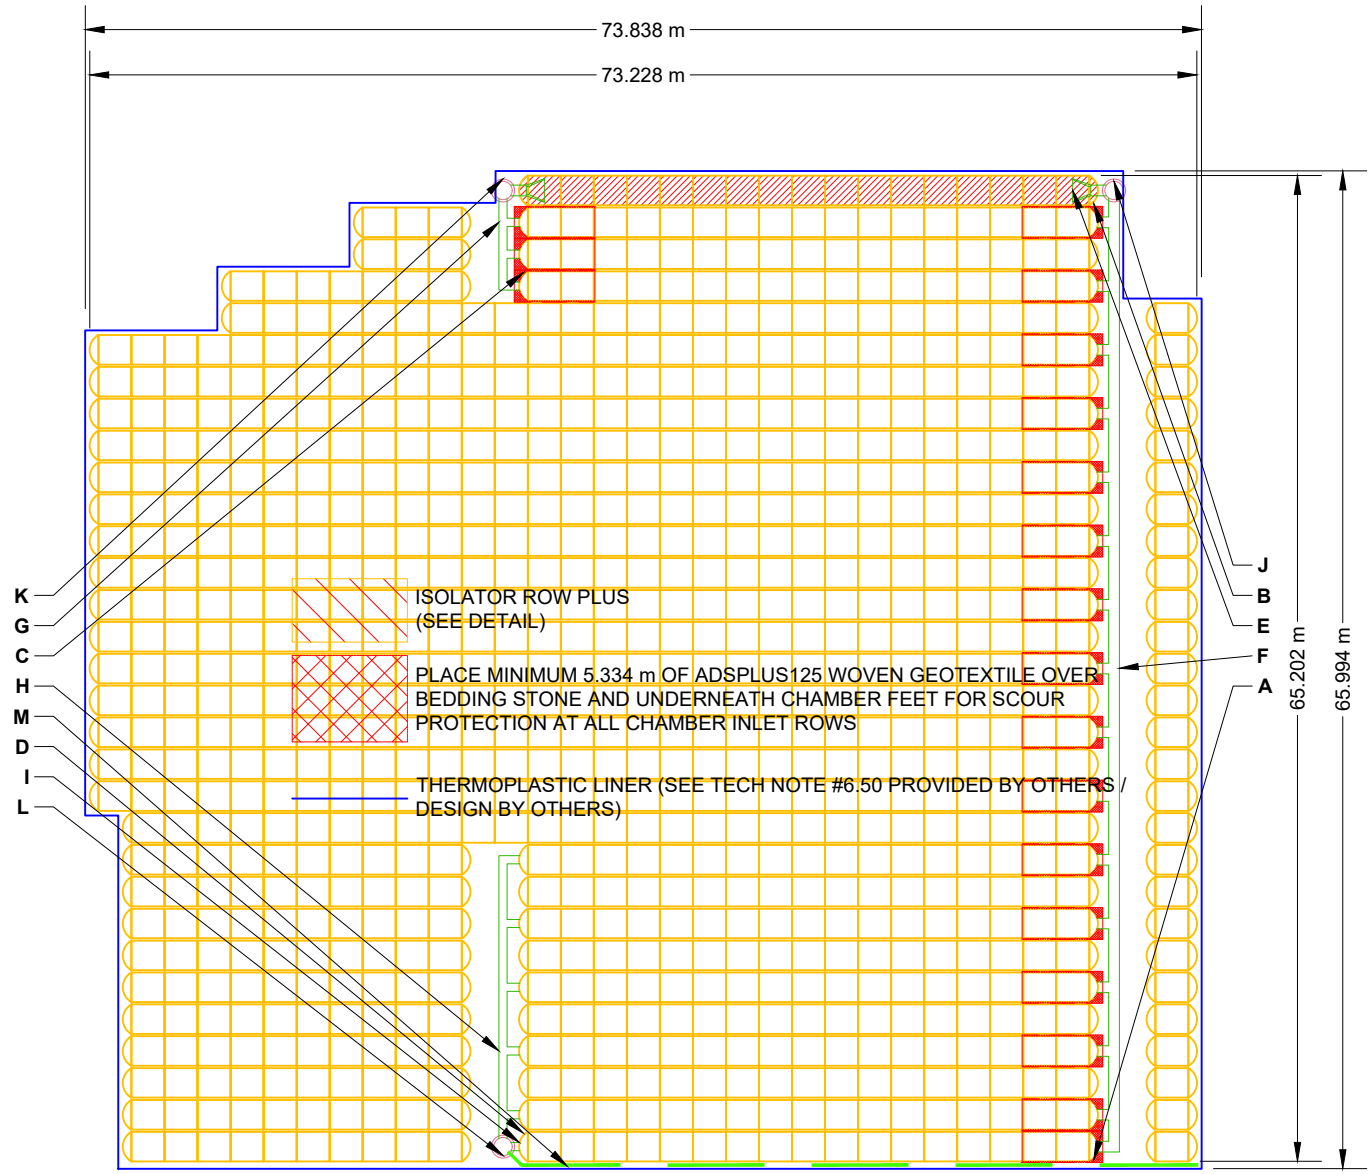 73.838 m
73.228 m
K
G
C
H
M
D
I
L
ISOLATOR ROW PLUS
(SEE DETAIL)
PLACE MINIMUM 5.334 m OF ADSPLUS125 WOVEN GEOTEXTILE OVER
BEDDING STONE AND UNDERNEATH CHAMBER FEET FOR SCOUR
PROTECTION AT ALL CHAMBER INLET ROWS
THERMOPLASTIC LINER (SEE TECH NOTE #6.50 PROVIDED BY OTHERS /
DESIGN BY OTHERS)
J
B
E
F
A
65.202 m
65.994 m